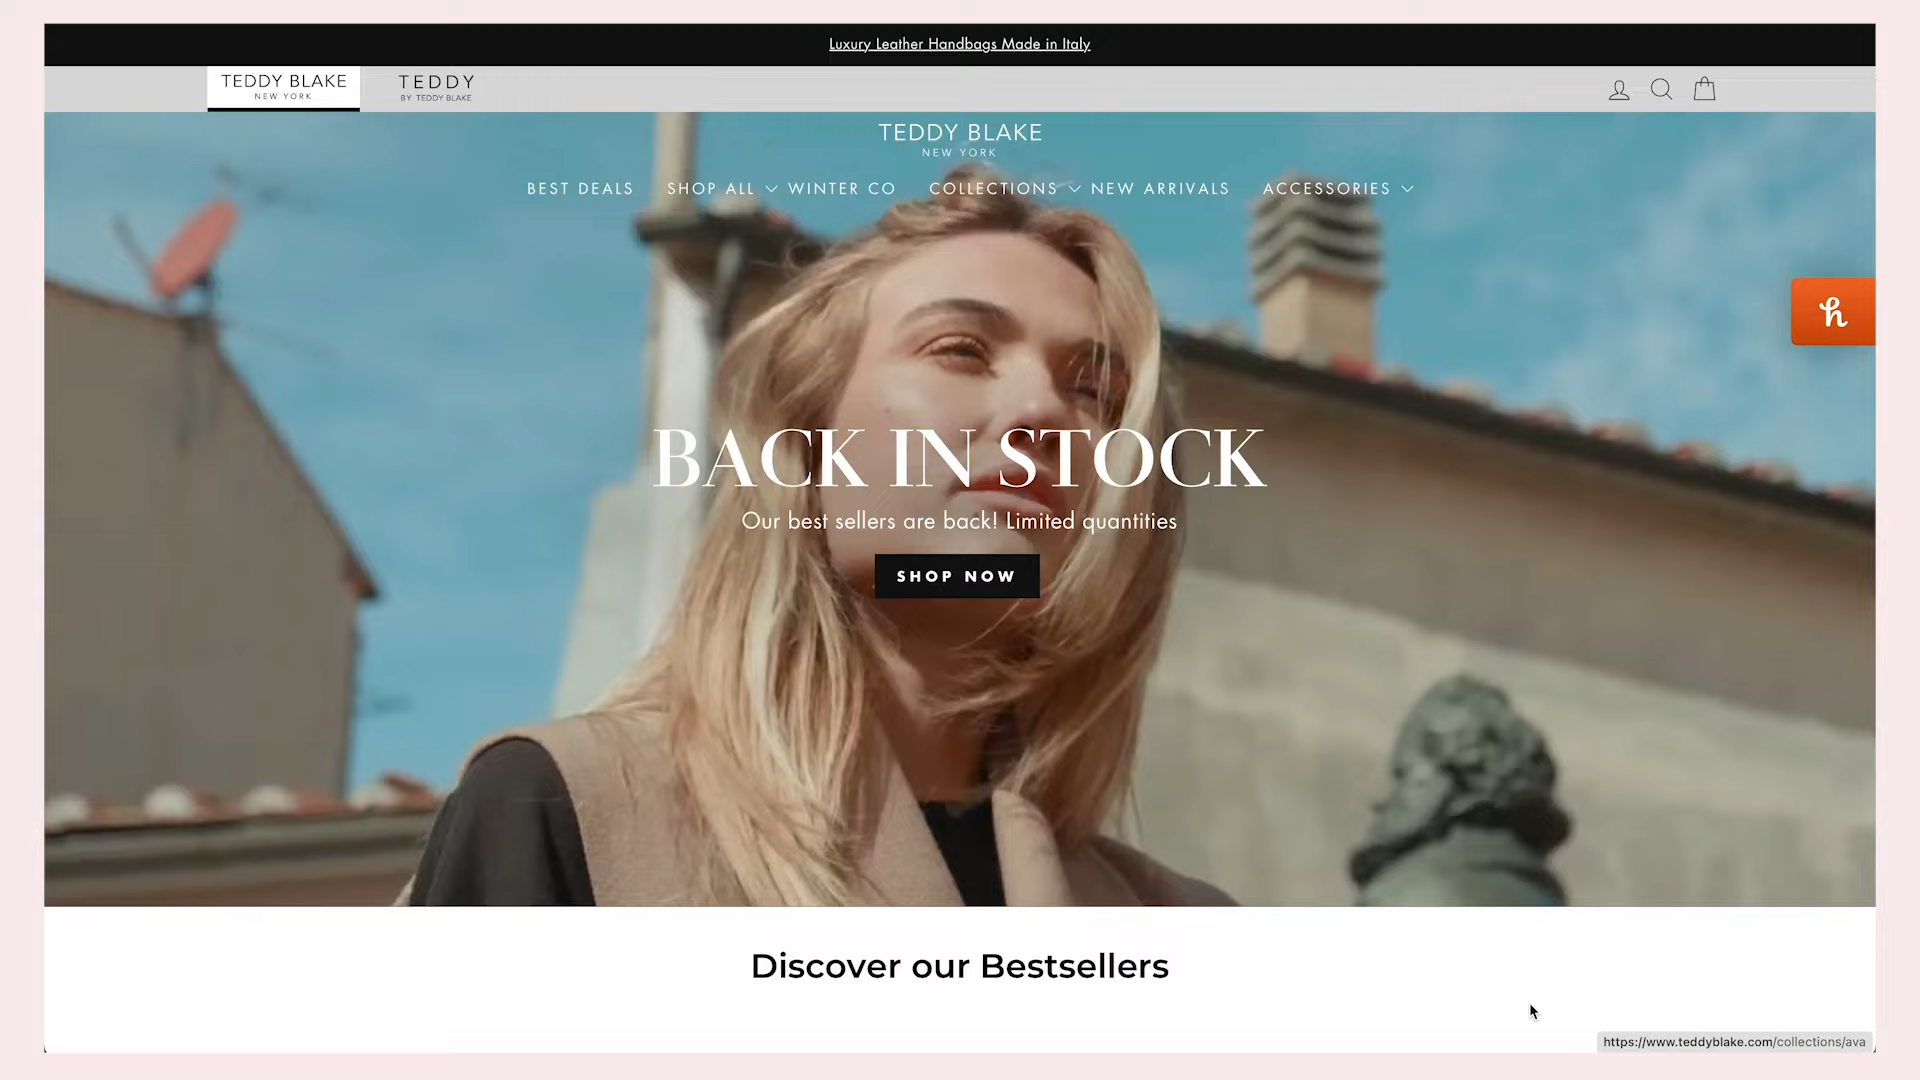 Luxury Leather Handbags Made in Italy
TEDDY BLAKE
NEW YORK
TEDDY
BY TEDDY BLAKE
TEDDY BLAKE
NEW YORK
BEST DEALS SHOP ALL WINTER CO COLLECTIONS NEW ARRIVALS ACCESSORIES
h
BACK IN STOCK
Our best sellers are back! Limited quantities
SHOP NOW
Discover our Bestsellers
https://www.teddyblake.com/collections/ava